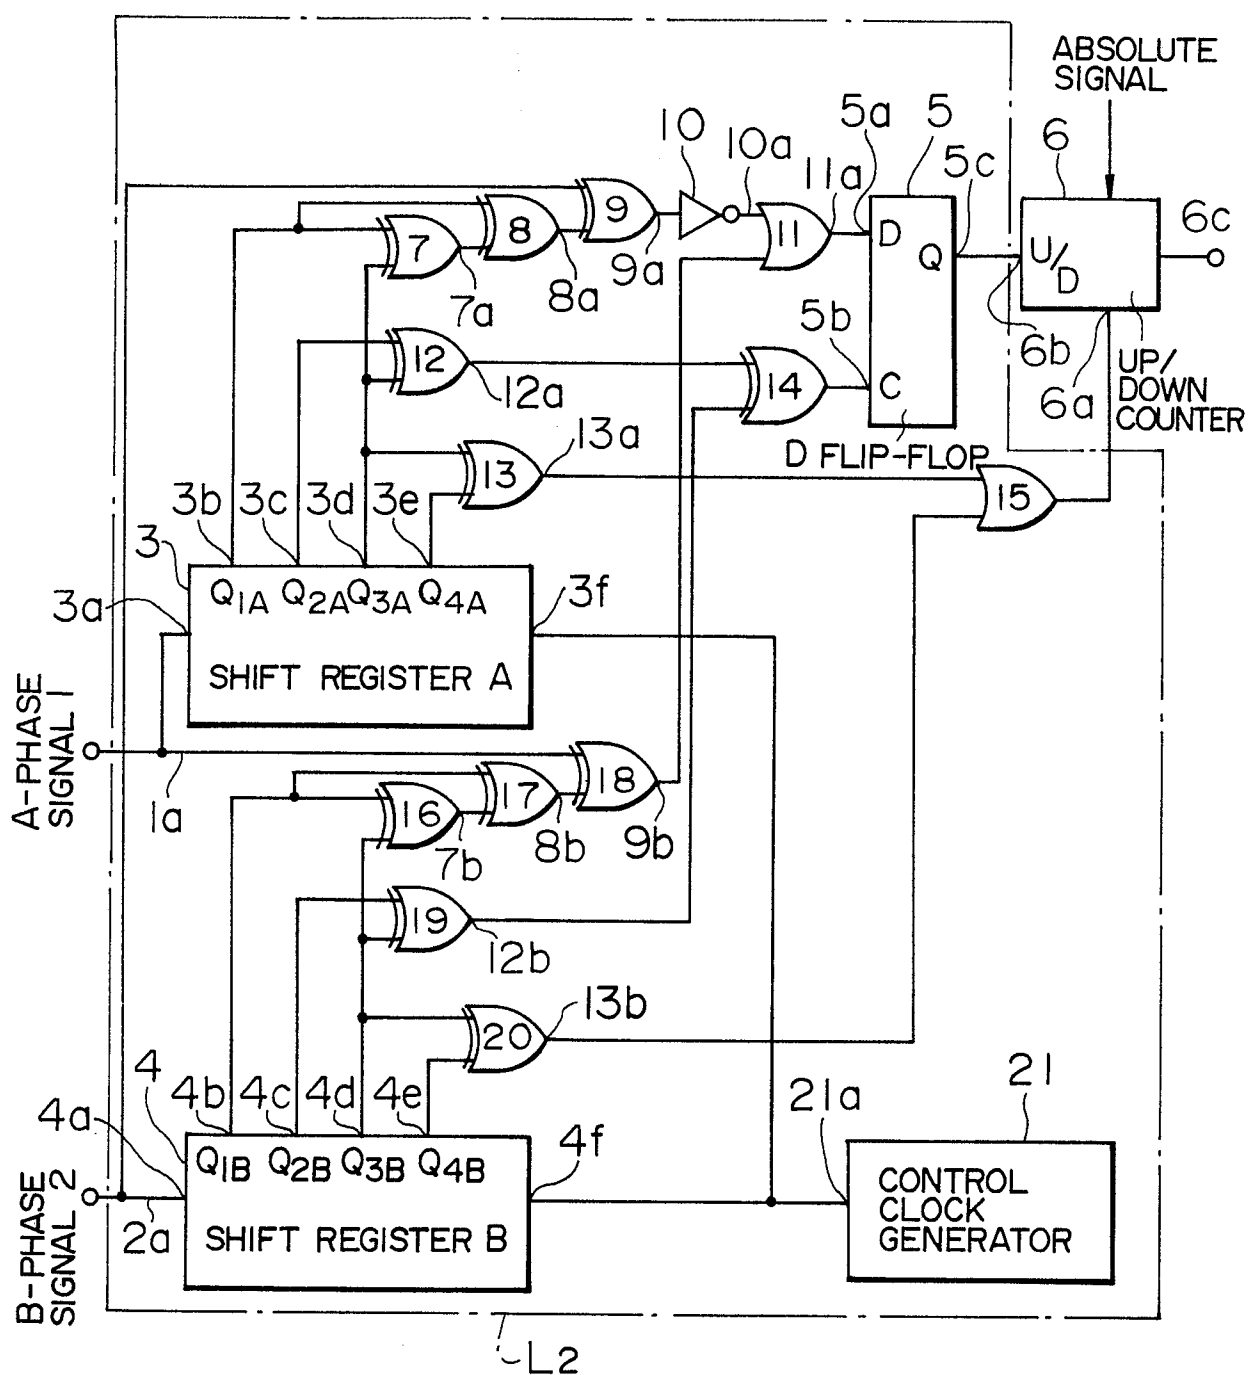 ABSOLUTE
SIGNAL
10
10a
5a
5
6
11a
5c
6c
9
8
7
11
D
Q
U/D
9a
8a
7a
5b
6b
6a
UP/
DOWN
COUNTER
12
12a
14
C
13a
D FLIP-FLOP
13
15
3b
3c
3d
3e
3
3a
3f
Q1A
Q2A
Q3A
Q4A
SHIFT REGISTER A
A-PHASE
SIGNAL 1
1a
18
17
16
7b
8b
9b
19
12b
13b
20
4
4a
4b
4c
4d
4e
4f
21a
21
Q1B
Q2B
Q3B
Q4B
SHIFT REGISTER B
B-PHASE
SIGNAL 2
2a
CONTROL
CLOCK
GENERATOR
L2